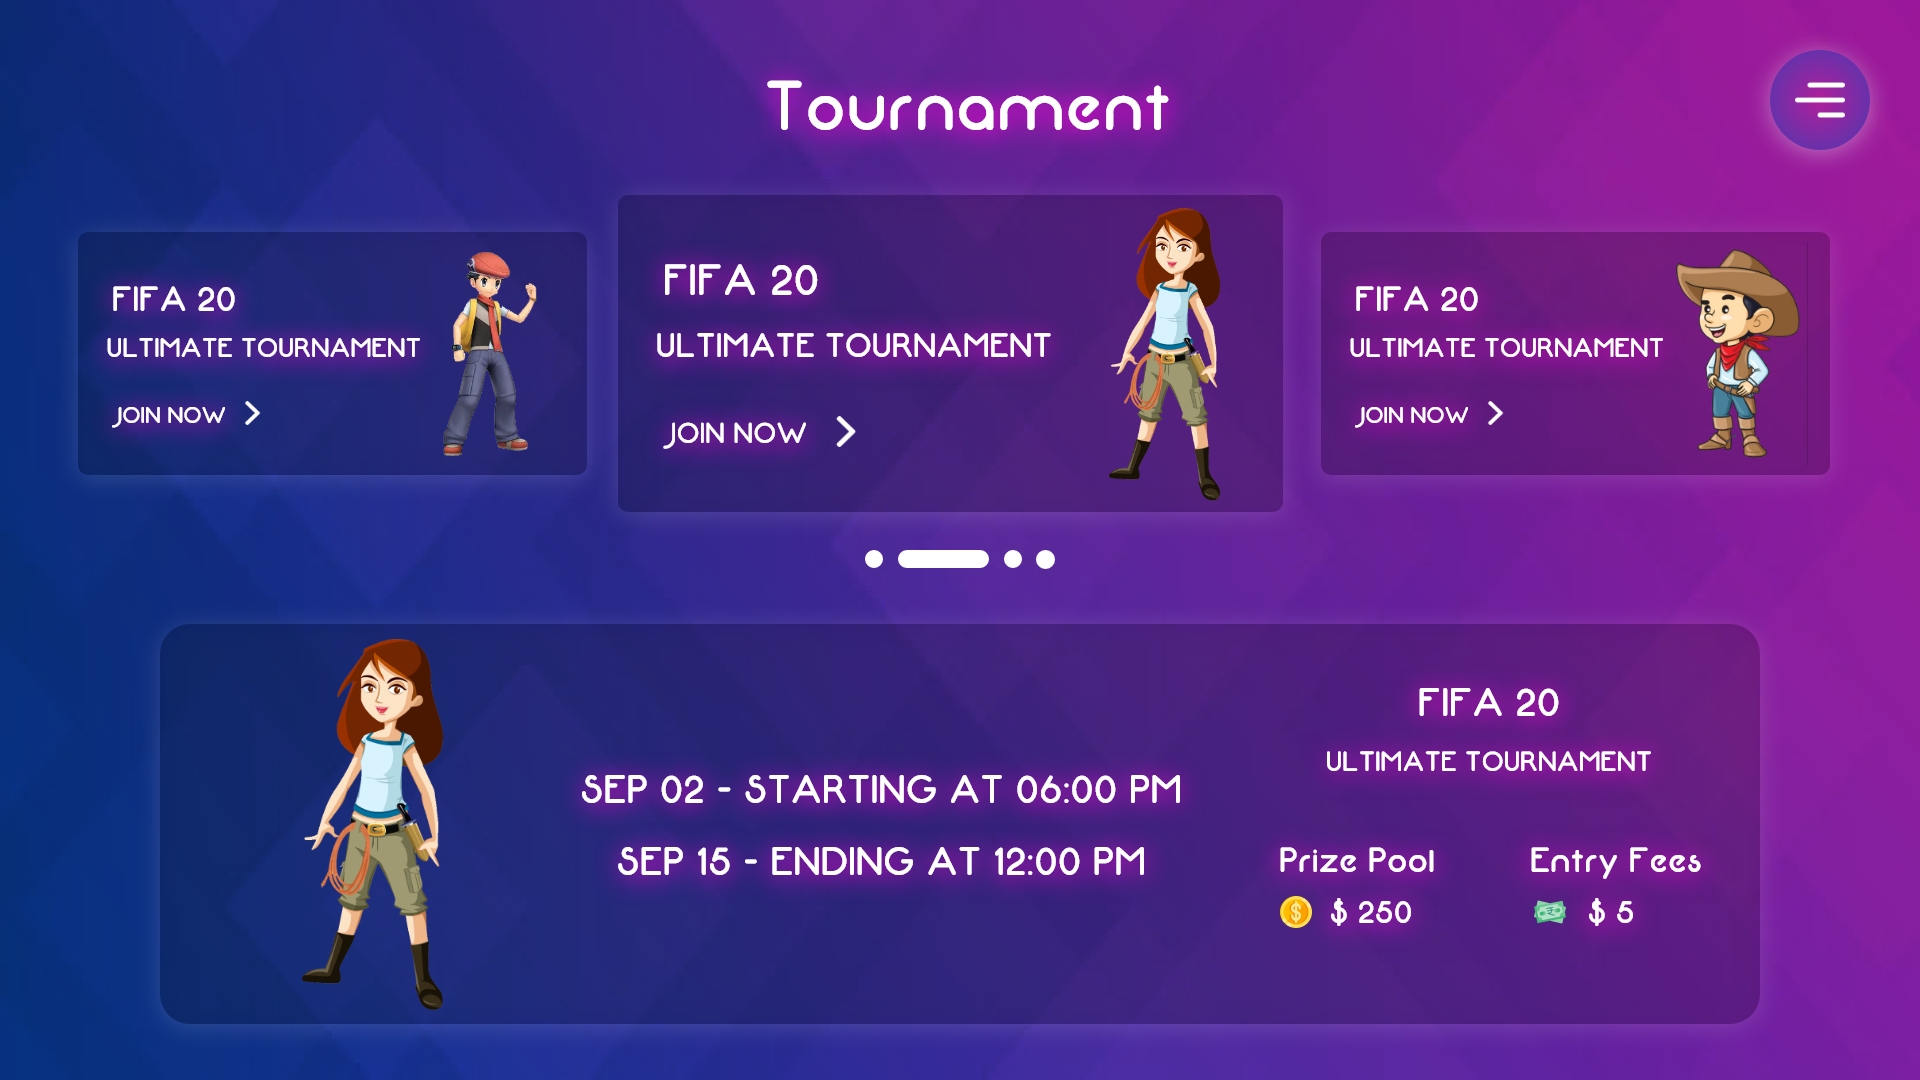 Tournament
FIFA 20
ULTIMATE TOURNAMENT
JOIN NOW
FIFA 20
ULTIMATE TOURNAMENT
JOIN NOW
FIFA 20
ULTIMATE TOURNAMENT
JOIN NOW
SEP 02 - STARTING AT 06:00 PM
SEP 15 - ENDING AT 12:00 PM
FIFA 20
ULTIMATE TOURNAMENT
Prize Pool
$ 250
Entry Fees
$ 5